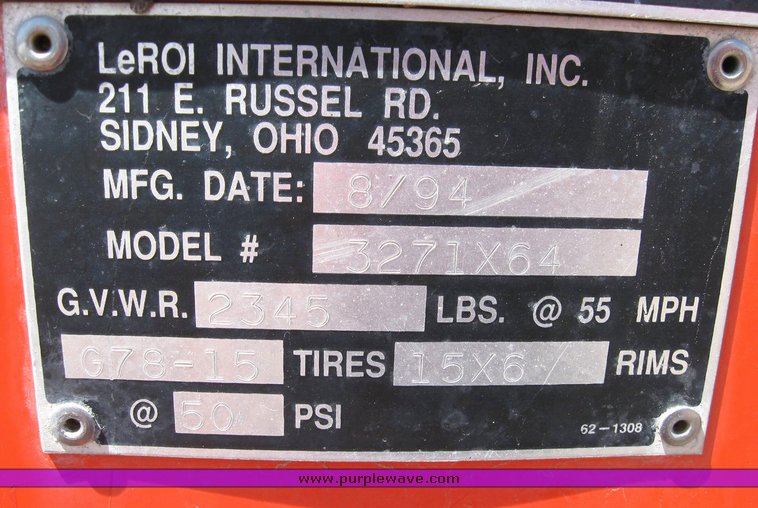 LeROI INTERNATIONAL, INC.
211 E. RUSSEL RD.
SIDNEY, OHIO 45365
MFG. DATE: 8/94
MODEL # 3271X64
G.V.W.R. 2345 LBS. @ 55 MPH
G78-15 TIRES 15X6 RIMS
@ 50 PSI
62-1308
www.purplewave.com